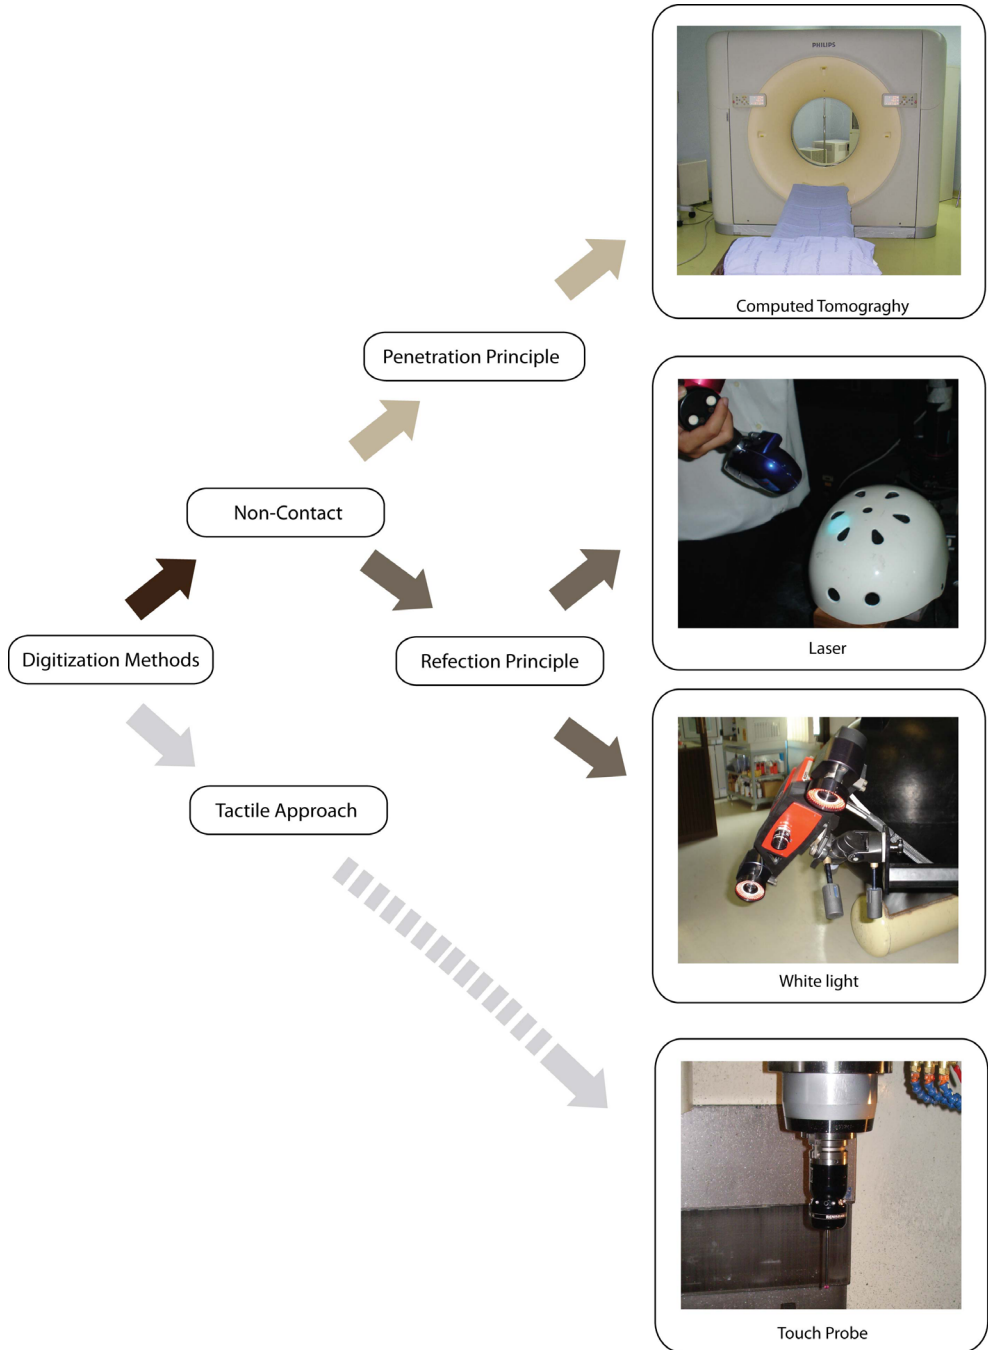 PHILIPS
Computed Tomograghy
Penetration Principle
Non-Contact
Laser
Digitization Methods
Refection Principle
Tactile Approach
White light
Touch Probe